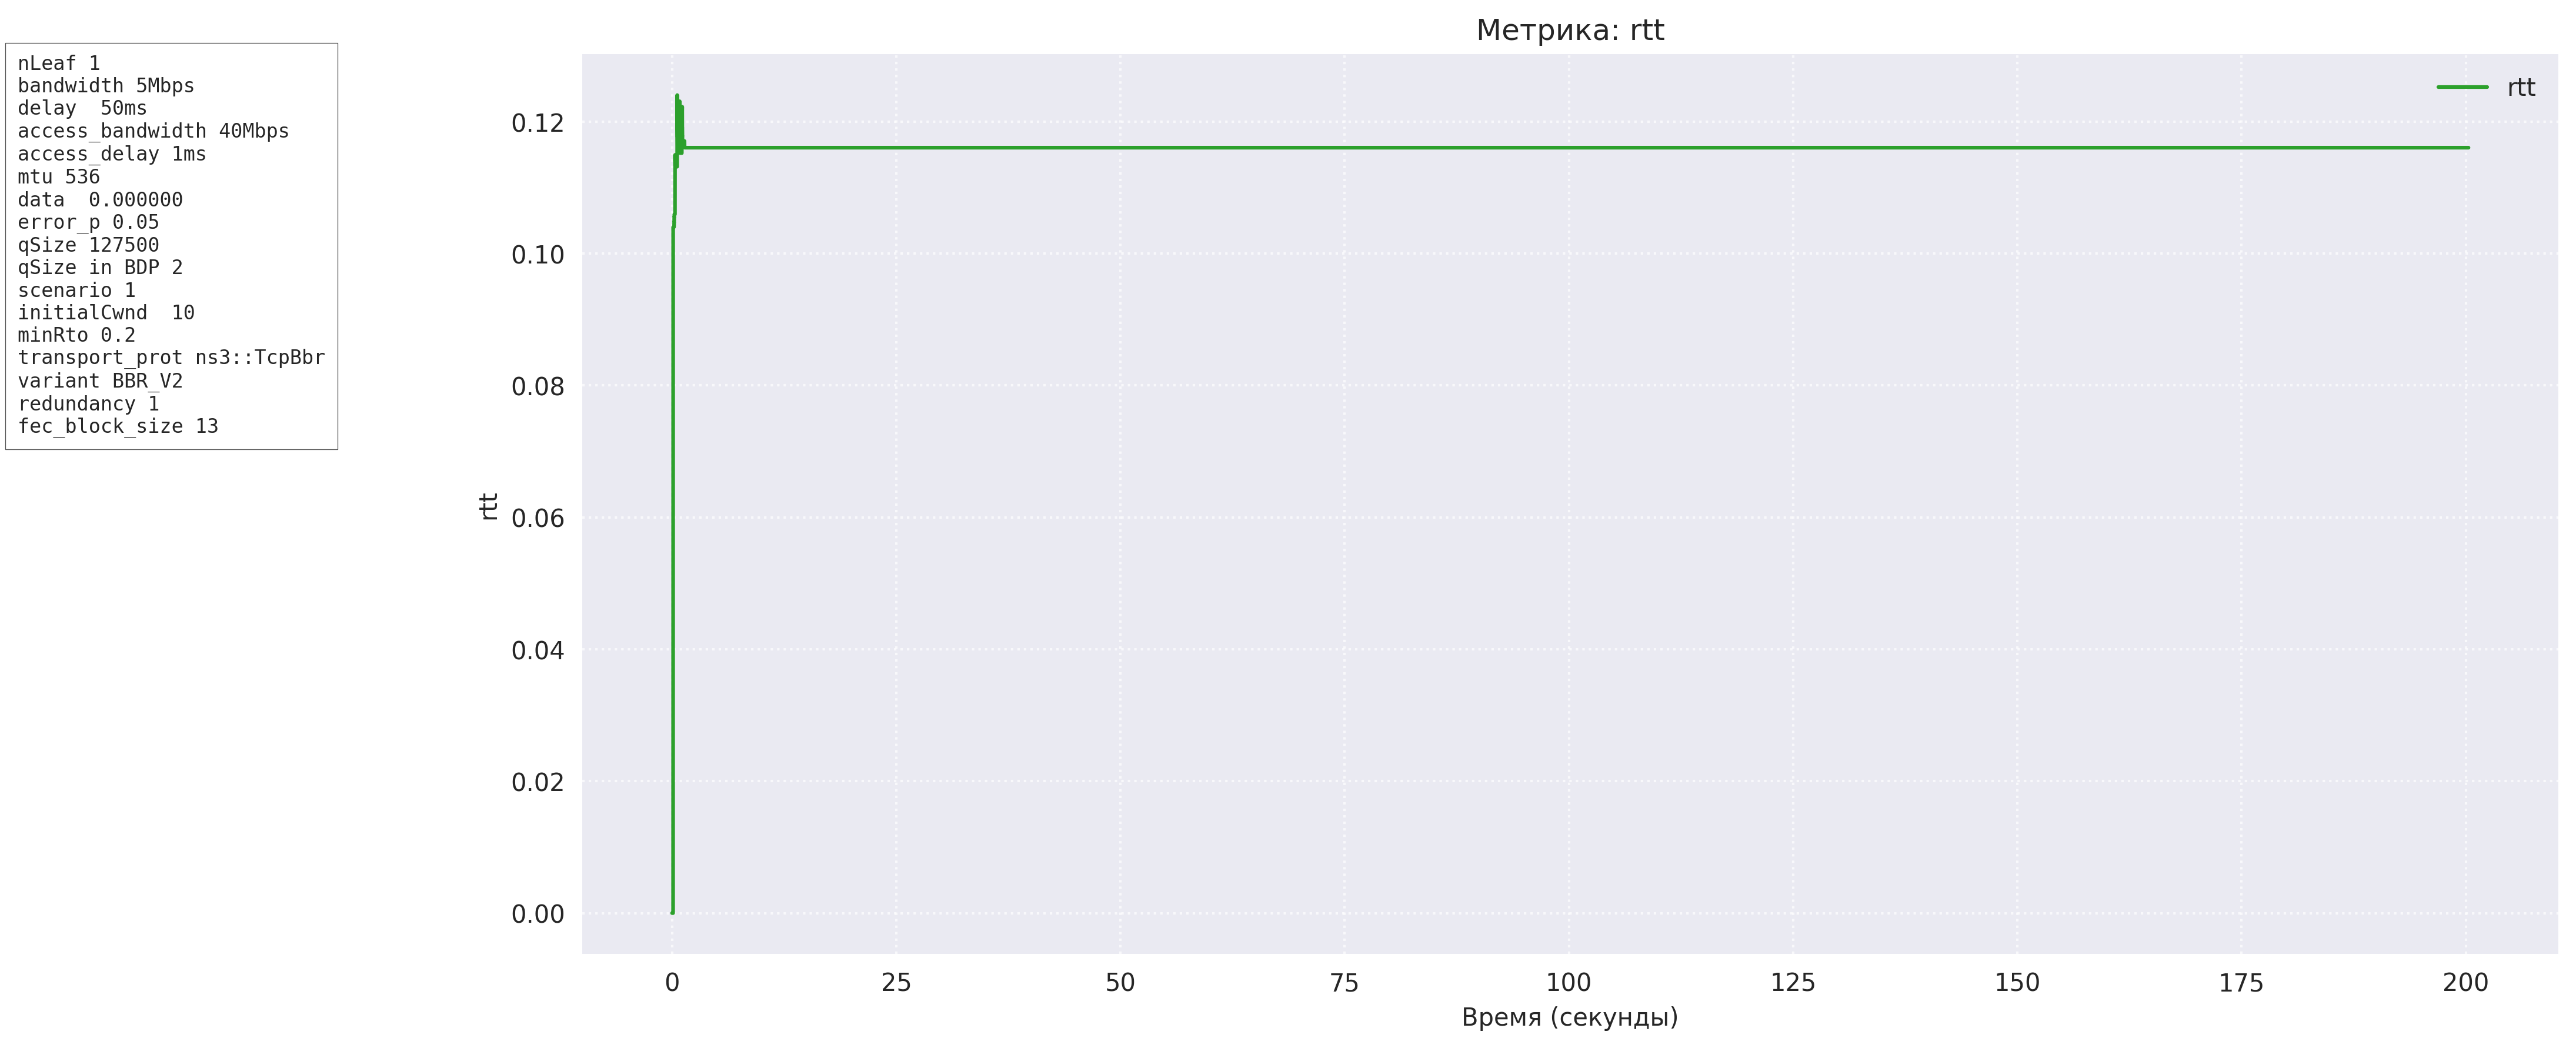 Метрика: rtt
nLeaf 1
bandwidth 5Mbps
delay  50ms
access_bandwidth 40Mbps
access_delay 1ms
mtu 536
data  0.000000
error_p 0.05
qSize 127500
qSize in BDP 2
scenario 1
initialCwnd  10
minRto 0.2
transport_prot ns3::TcpBbr
variant BBR_V2
redundancy 1
fec_block_size 13
rtt
rtt
0.12
0.10
0.08
0.06
0.04
0.02
0.00
0 25 50 75 100 125 150 175 200
Время (секунды)